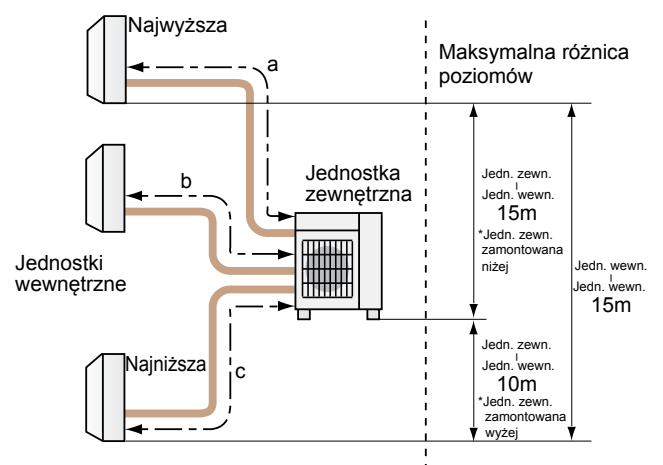 Najwyższa
a
Maksymalna różnica
poziomów
b
Jednostka
zewnętrzna
Jednostki
wewnętrzne
Najniższa
c
Jedn. zewn.
Jedn. wewn.
15m
*Jedn. zewn.
zamontowana
niżej
Jedn. wewn.
Jedn. wewn.
15m
Jedn. zewn.
Jedn. wewn.
10m
*Jedn. zewn.
zamontowana
wyżej